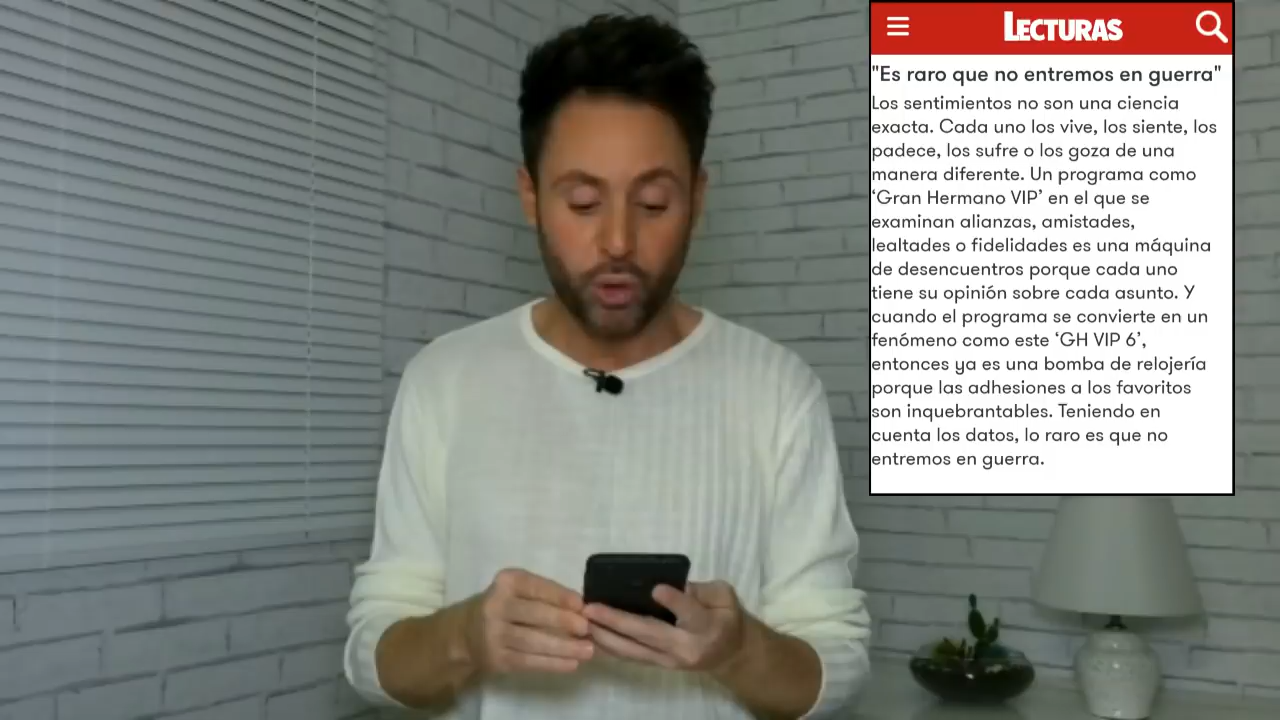 LECTURAS
"Es raro que no entremos en guerra"
Los sentimientos no son una ciencia
exacta. Cada uno los vive, los siente, los
padece, los sufre o los goza de una
manera diferente. Un programa como
‘Gran Hermano VIP’ en el que se
examinan alianzas, amistades,
lealtades o fidelidades es una máquina
de desencuentros porque cada uno
tiene su opinión sobre cada asunto. Y
cuando el programa se convierte en un
fenómeno como este ‘GH VIP 6’,
entonces ya es una bomba de relojería
porque las adhesiones a los favoritos
son inquebrantables. Teniendo en
cuenta los datos, lo raro es que no
entremos en guerra.